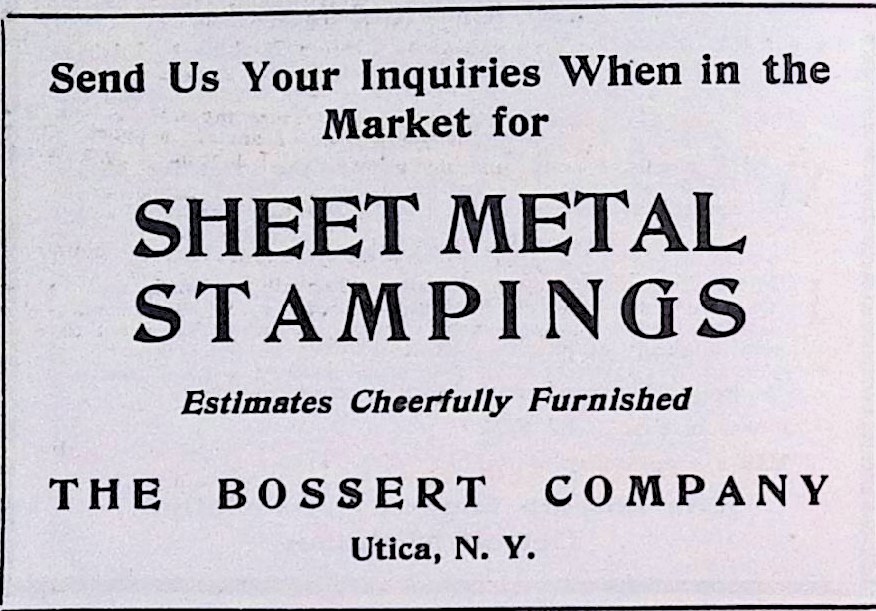 Send Us Your Inquiries When in the
Market for
SHEET METAL
STAMPINGS
Estimates Cheerfully Furnished
THE BOSSERT COMPANY
Utica, N. Y.